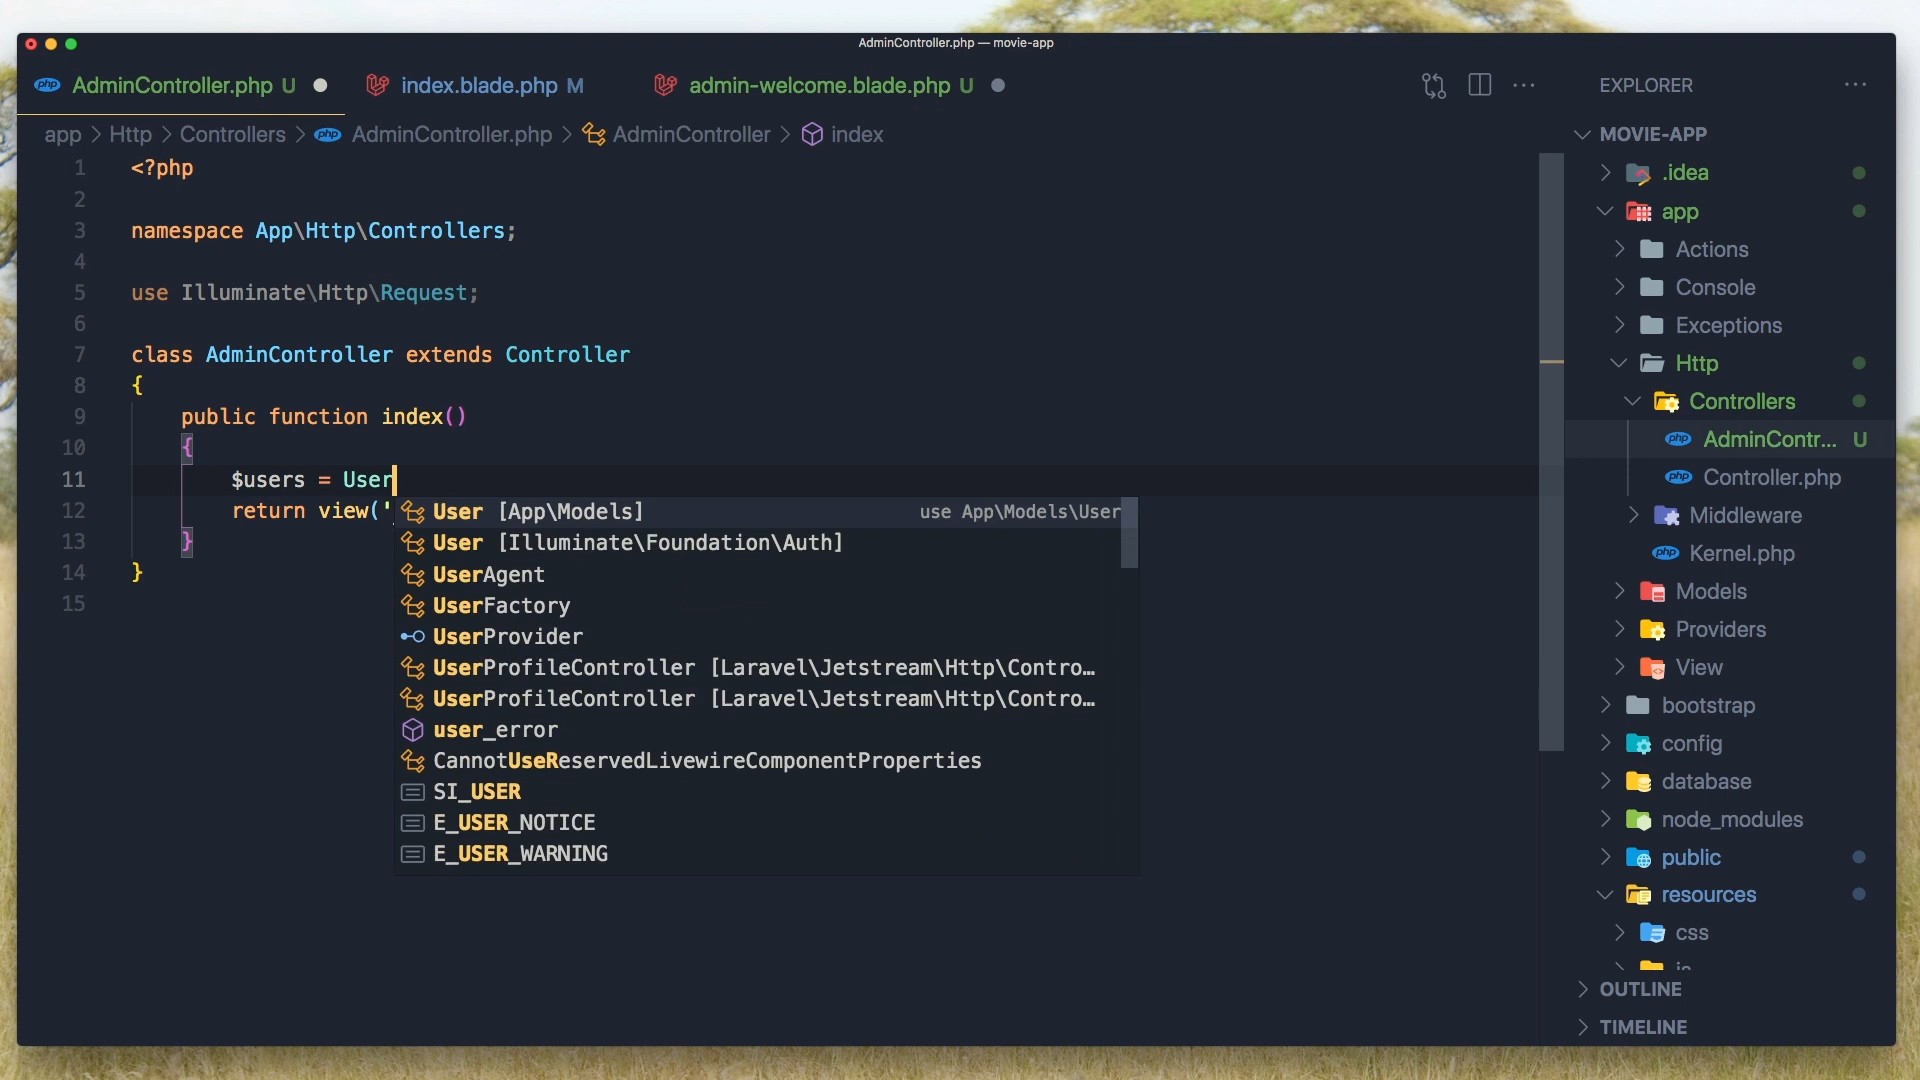 AdminController.php — movie-app
php AdminController.php U
index.blade.php M
admin-welcome.blade.php U
app > Http > Controllers > php AdminController.php > AdminController > index
1 <?php
2
3 namespace App\Http\Controllers;
4
5 use Illuminate\Http\Request;
6
7 class AdminController extends Controller
8 {
9 public function index()
10 {
11 $users = User
12 return view('
13 }
14 }
15
User [App\Models] use App\Models\User
User [Illuminate\Foundation\Auth]
UserAgent
UserFactory
UserProvider
UserProfileController [Laravel\Jetstream\Http\Contro…
UserProfileController [Laravel\Jetstream\Http\Contro…
user_error
CannotUseReservedLivewireComponentProperties
SI_USER
E_USER_NOTICE
E_USER_WARNING
EXPLORER
MOVIE-APP
.idea
app
Actions
Console
Exceptions
Http
Controllers
php AdminContr... U
php Controller.php
Middleware
php Kernel.php
Models
Providers
View
bootstrap
config
database
node_modules
public
resources
css
OUTLINE
TIMELINE